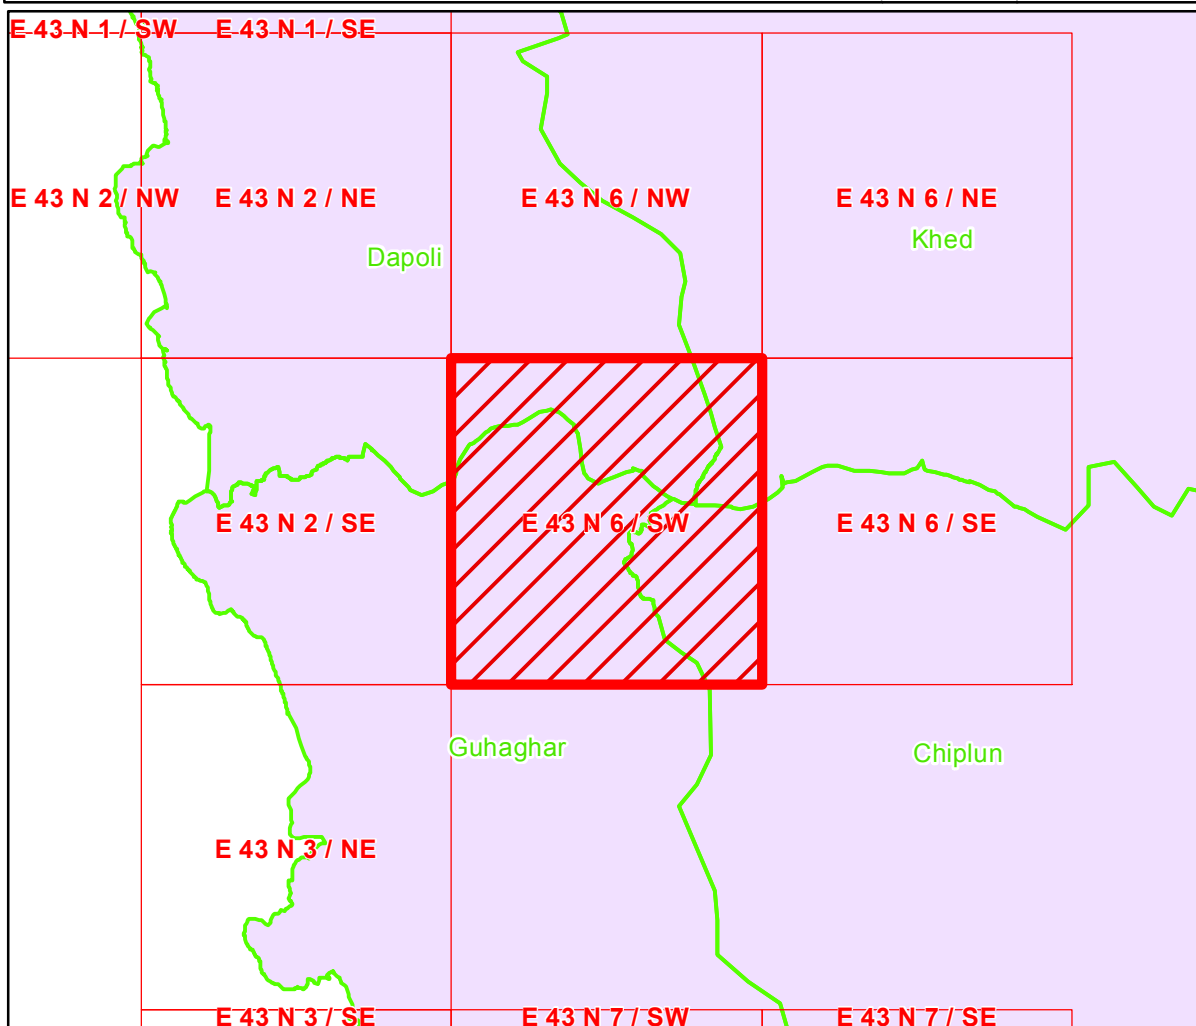 E 43 N 1 / SW
E 43 N 1 / SE
E 43 N 2 / NW
E 43 N 2 / NE
E 43 N 6 / NW
E 43 N 6 / NE
Khed
Dapoli
E 43 N 2 / SE
E 43 N 6 / SW
E 43 N 6 / SE
Guhaghar
Chiplun
E 43 N 3 / NE
E 43 N 3 / SE
E 43 N 7 / SW
E 43 N 7 / SE